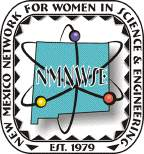 NEW MEXICO NETWORK FOR WOMEN IN SCIENCE & ENGINEERING
NMNWSE
EST. 1979